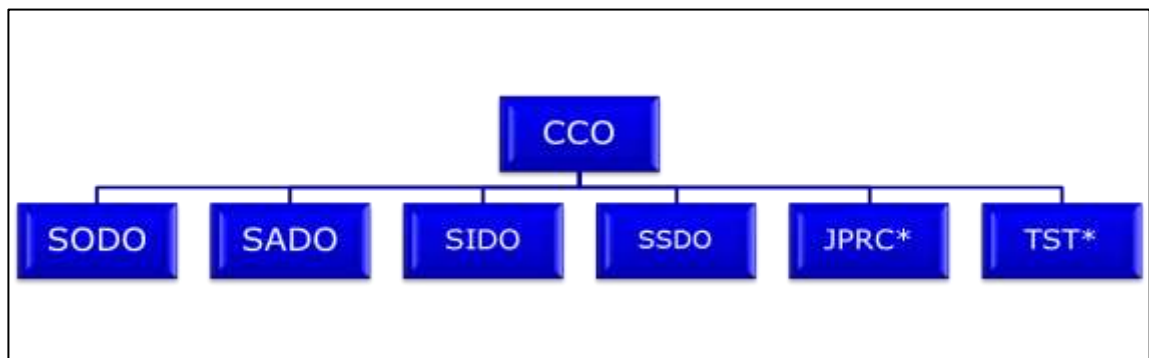 CCO
SODO
SADO
SIDO
SSDO
JPRC*
TST*